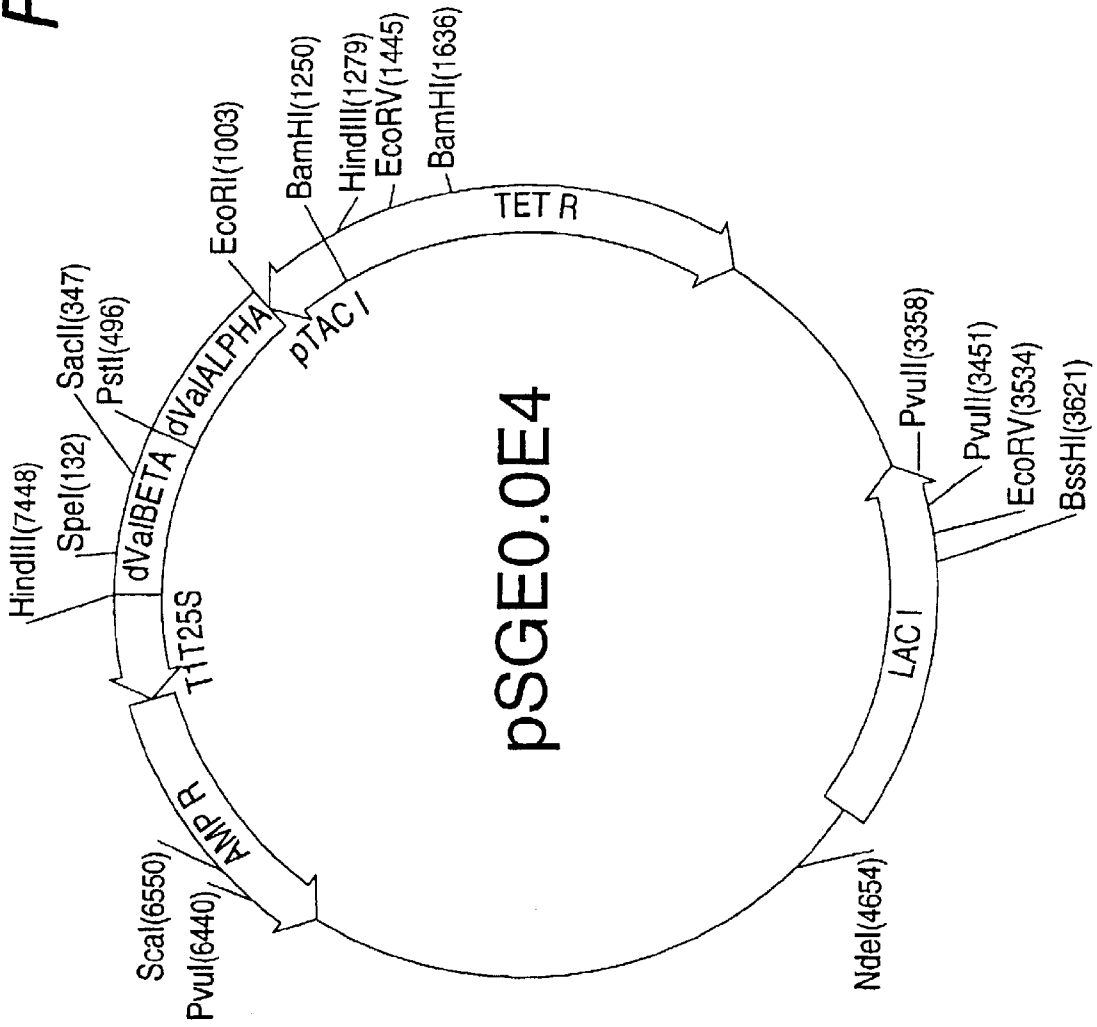 F
HindIII(7448)
SpeI(132)
SacII(347)
PstI(496)
EcoRI(1003)
BamHI(1250)
HindIII(1279)
EcoRV(1445)
BamHI(1636)
dValBETA
dValALPHA
pTAC I
TET R
PvuII(3358)
PvuII(3451)
EcoRV(3534)
BssHI(3621)
LAC I
NdeI(4654)
PvuI(6440)
ScaI(6550)
AMP R
T1T25S
pSGE0.0E4